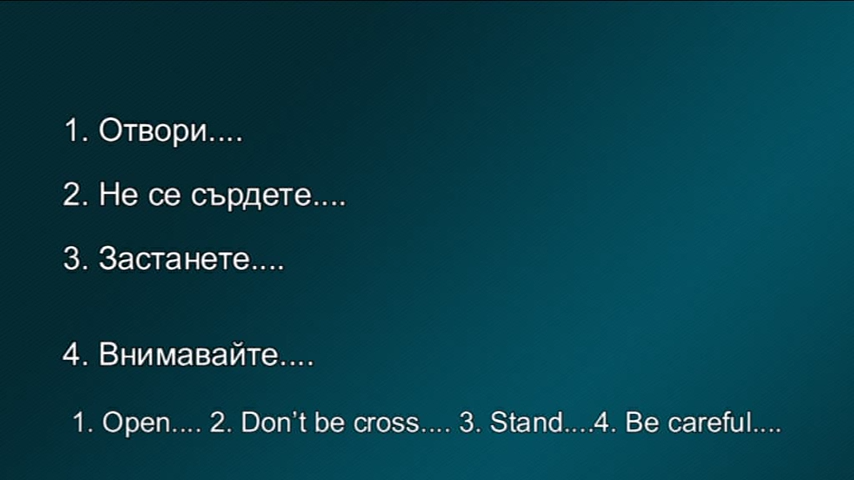 1. Отвори....
2. Не се сърдете....
3. Застанете....
4. Внимавайте....
1. Open.... 2. Don’t be cross.... 3. Stand....4. Be careful....